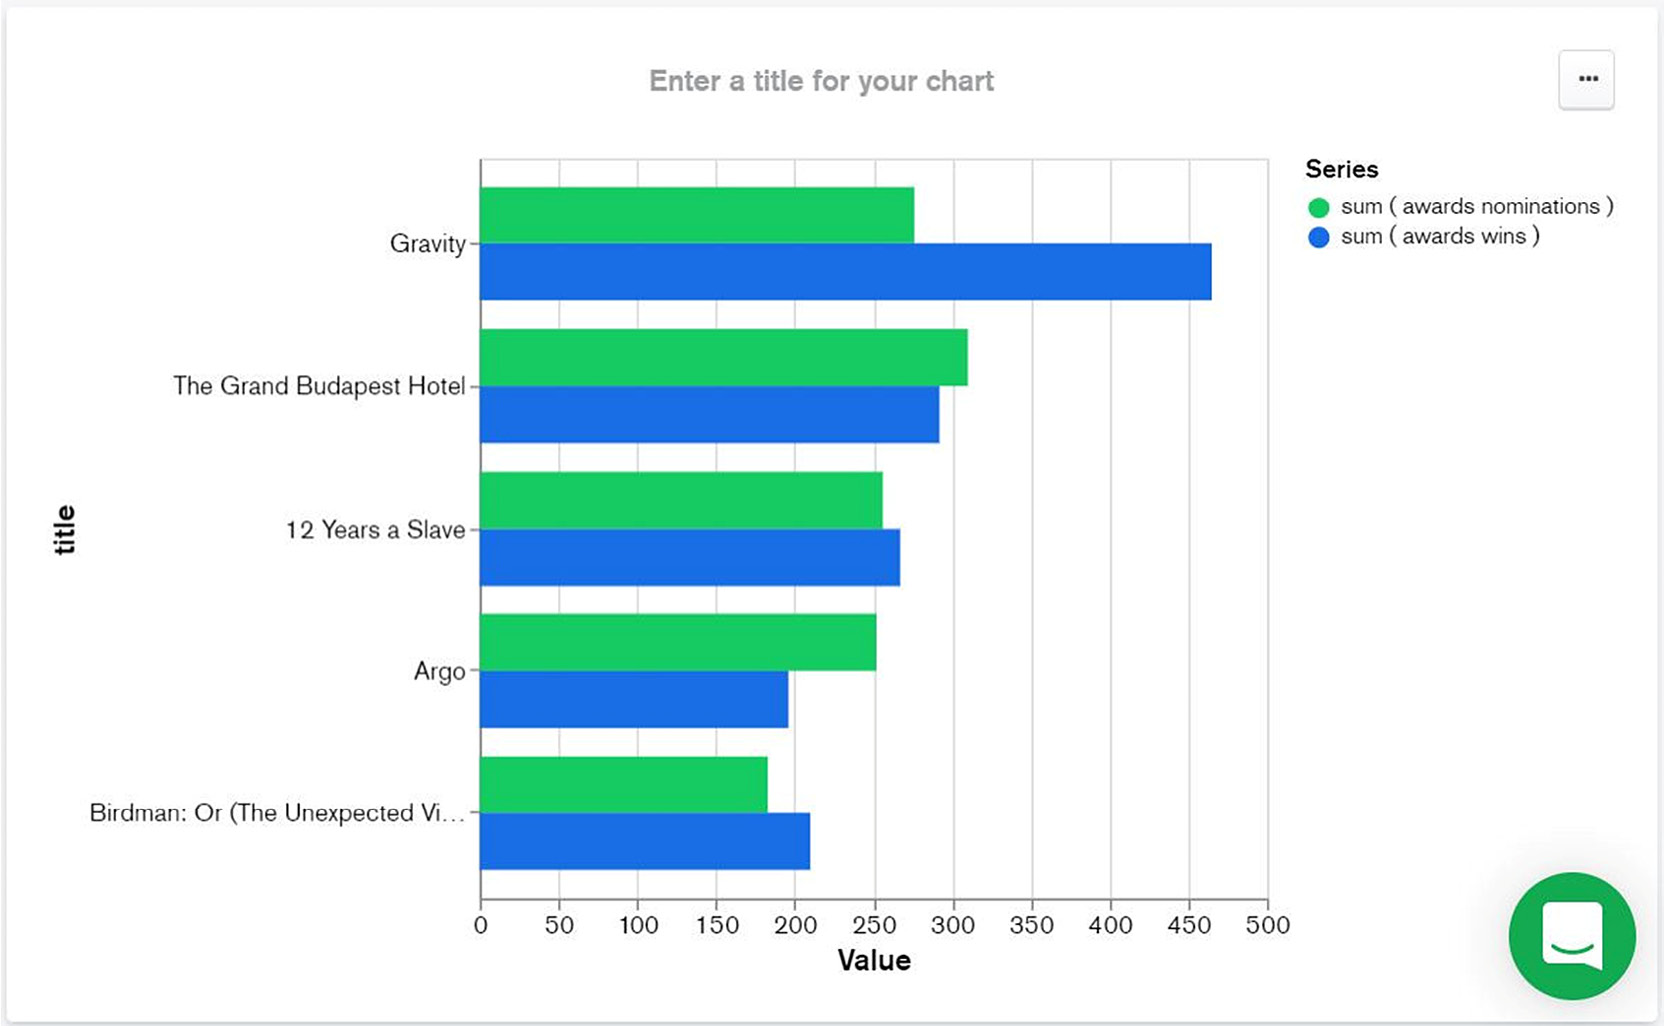 Enter a title for your chart
Series
sum ( awards nominations )
sum ( awards wins )
title
Gravity
The Grand Budapest Hotel
12 Years a Slave
Argo
Birdman: Or (The Unexpected Vi...
0 50 100 150 200 250 300 350 400 450 500
Value